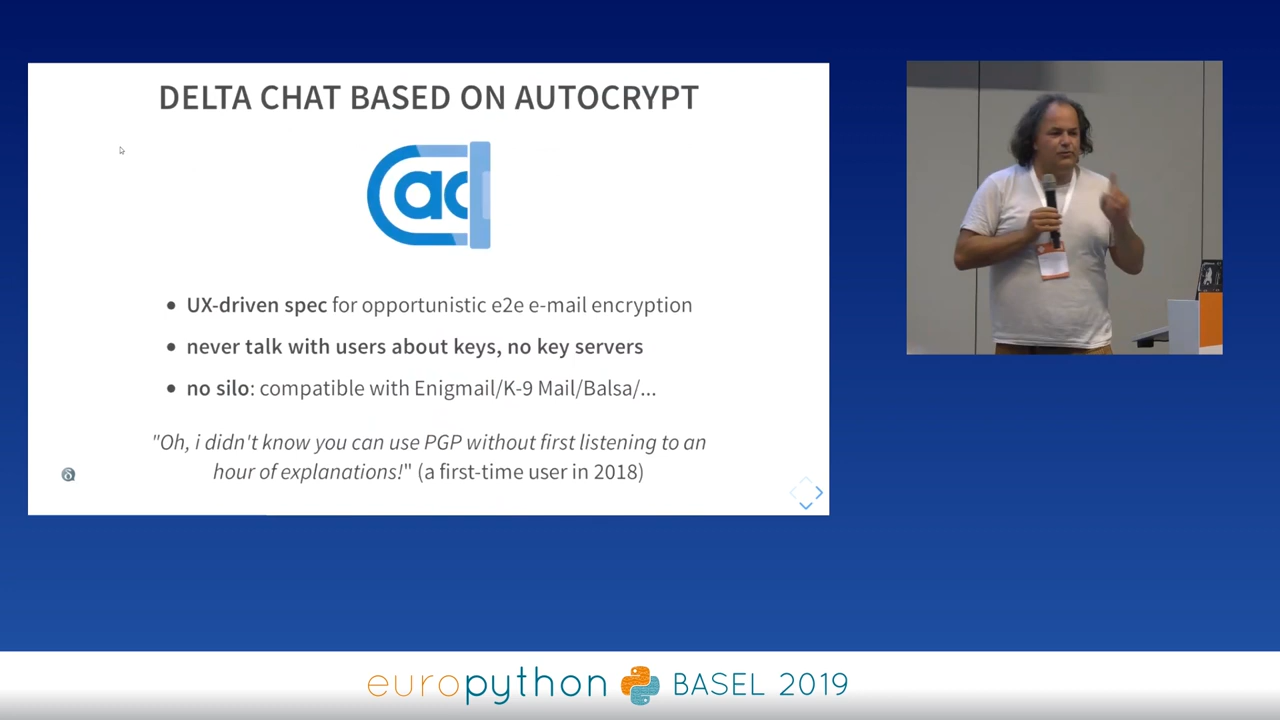 DELTA CHAT BASED ON AUTOCRYPT
ac
UX-driven spec for opportunistic e2e e-mail encryption
never talk with users about keys, no key servers
no silo: compatible with Enigmail/K-9 Mail/Balsa/...
"Oh, i didn't know you can use PGP without first listening to an
hour of explanations!" (a first-time user in 2018)
europython BASEL 2019